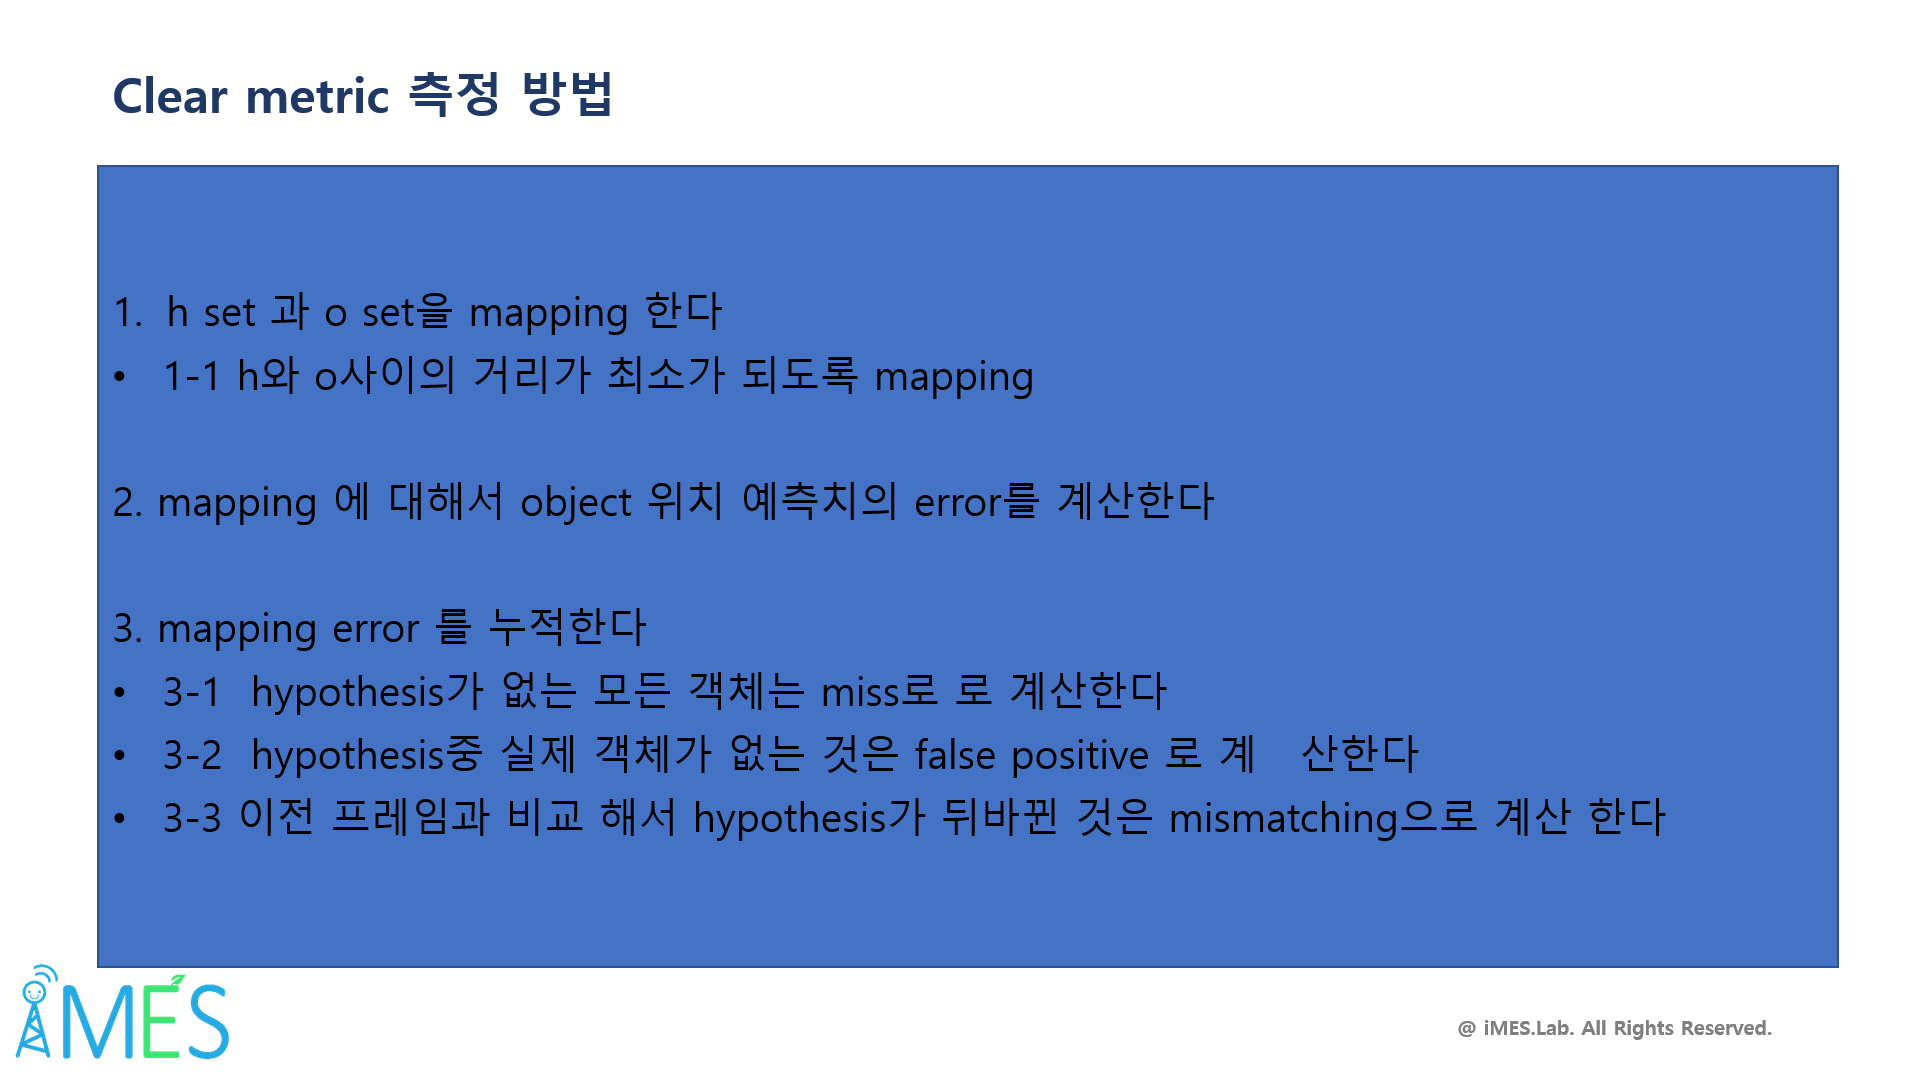 Clear metric 측정 방법
1. h set 과 o set을 mapping 한다
• 1-1 h와 o사이의 거리가 최소가 되도록 mapping
2. mapping 에 대해서 object 위치 예측치의 error를 계산한다
3. mapping error 를 누적한다
• 3-1 hypothesis가 없는 모든 객체는 miss로 로 계산한다
• 3-2 hypothesis중 실제 객체가 없는 것은 false positive 로 계 산한다
• 3-3 이전 프레임과 비교 해서 hypothesis가 뒤바뀐 것은 mismatching으로 계산 한다
iMES
@ iMES.Lab. All Rights Reserved.